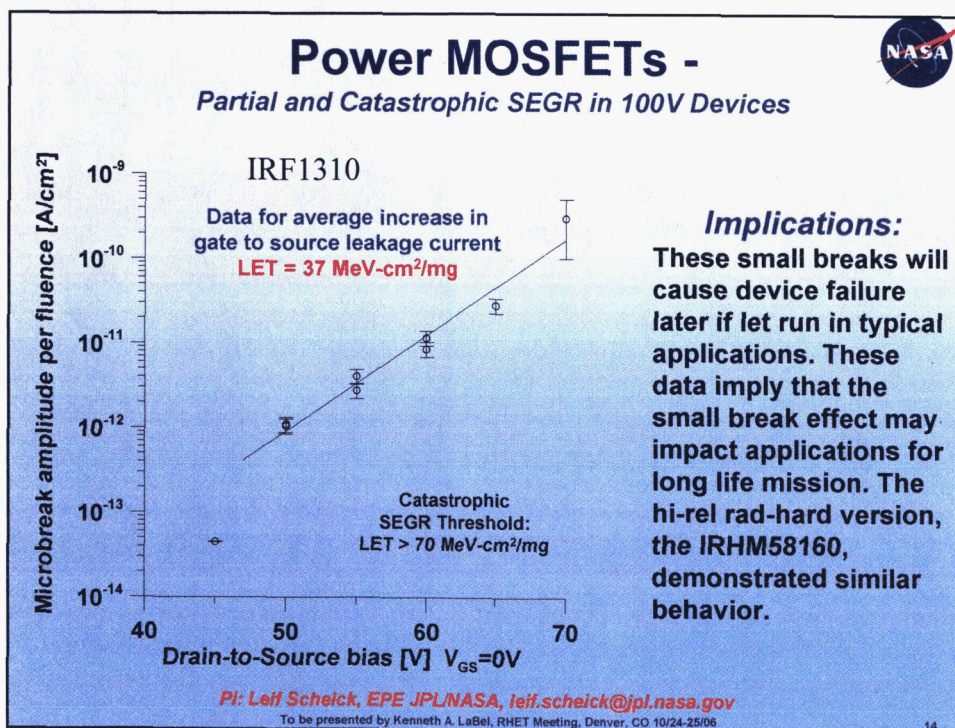 Power MOSFETs -
NASA
Partial and Catastrophic SEGR in 100V Devices
Microbreak amplitude per fluence [A/cm²]
10⁻⁹
10⁻¹⁰
10⁻¹¹
10⁻¹²
10⁻¹³
10⁻¹⁴
IRF1310
Data for average increase in
gate to source leakage current
LET = 37 MeV-cm²/mg
Catastrophic
SEGR Threshold:
LET > 70 MeV-cm²/mg
40 50 60 70
Drain-to-Source bias [V] V_GS=0V
Implications:
These small breaks will
cause device failure
later if let run in typical
applications. These
data imply that the
small break effect may
impact applications for
long life mission. The
hi-rel rad-hard version,
the IRHM58160,
demonstrated similar
behavior.
PI: Leif Scheick, EPE JPL/NASA, leif.scheick@jpl.nasa.gov
To be presented by Kenneth A. LaBel, RHET Meeting, Denver, CO 10/24-25/06
14